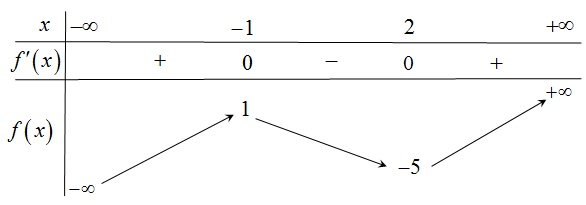 x −∞ −1 2 +∞
f′(x) + 0 − 0 +
+∞
1
f(x)
−5
−∞